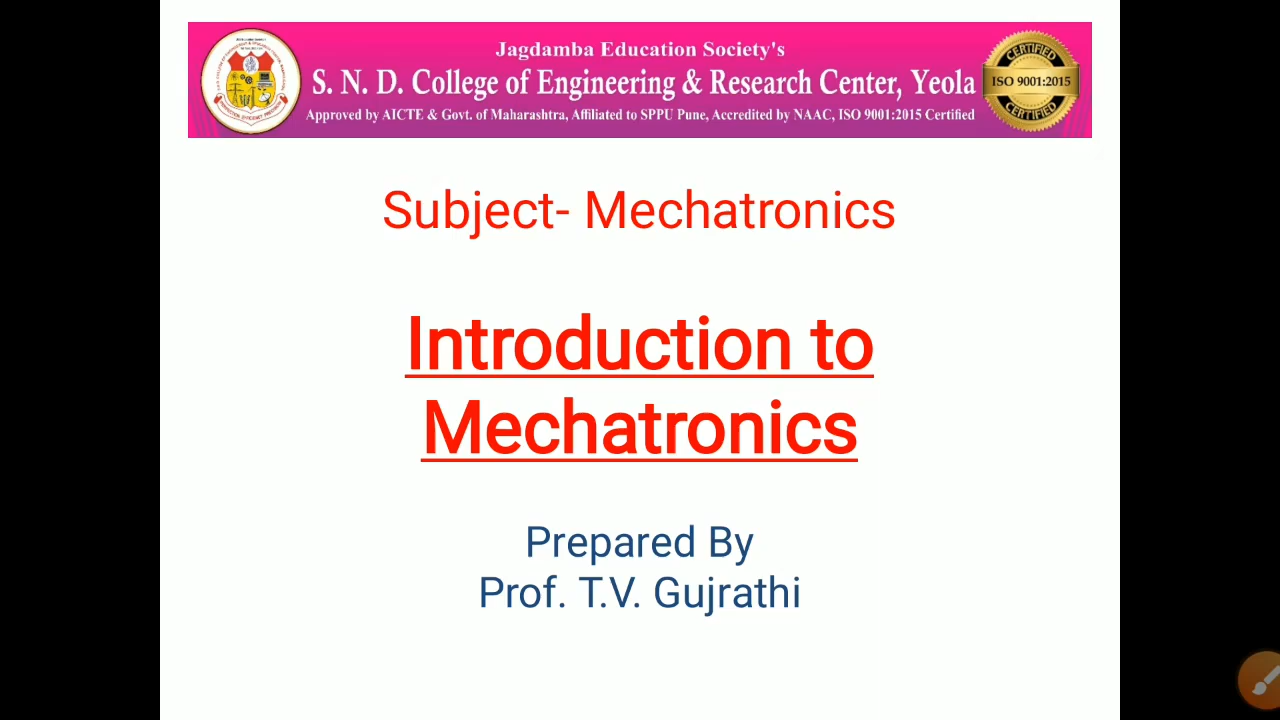 Jagdamba Education Society's
S. N. D. College of Engineering & Research Center, Yeola
Approved by AICTE & Govt. of Maharashtra, Affiliated to SPPU Pune, Accredited by NAAC, ISO 9001:2015 Certified
CERTIFIED
ISO 9001:2015
CERTIFIED
Subject- Mechatronics
Introduction to
Mechatronics
Prepared By
Prof. T.V. Gujrathi